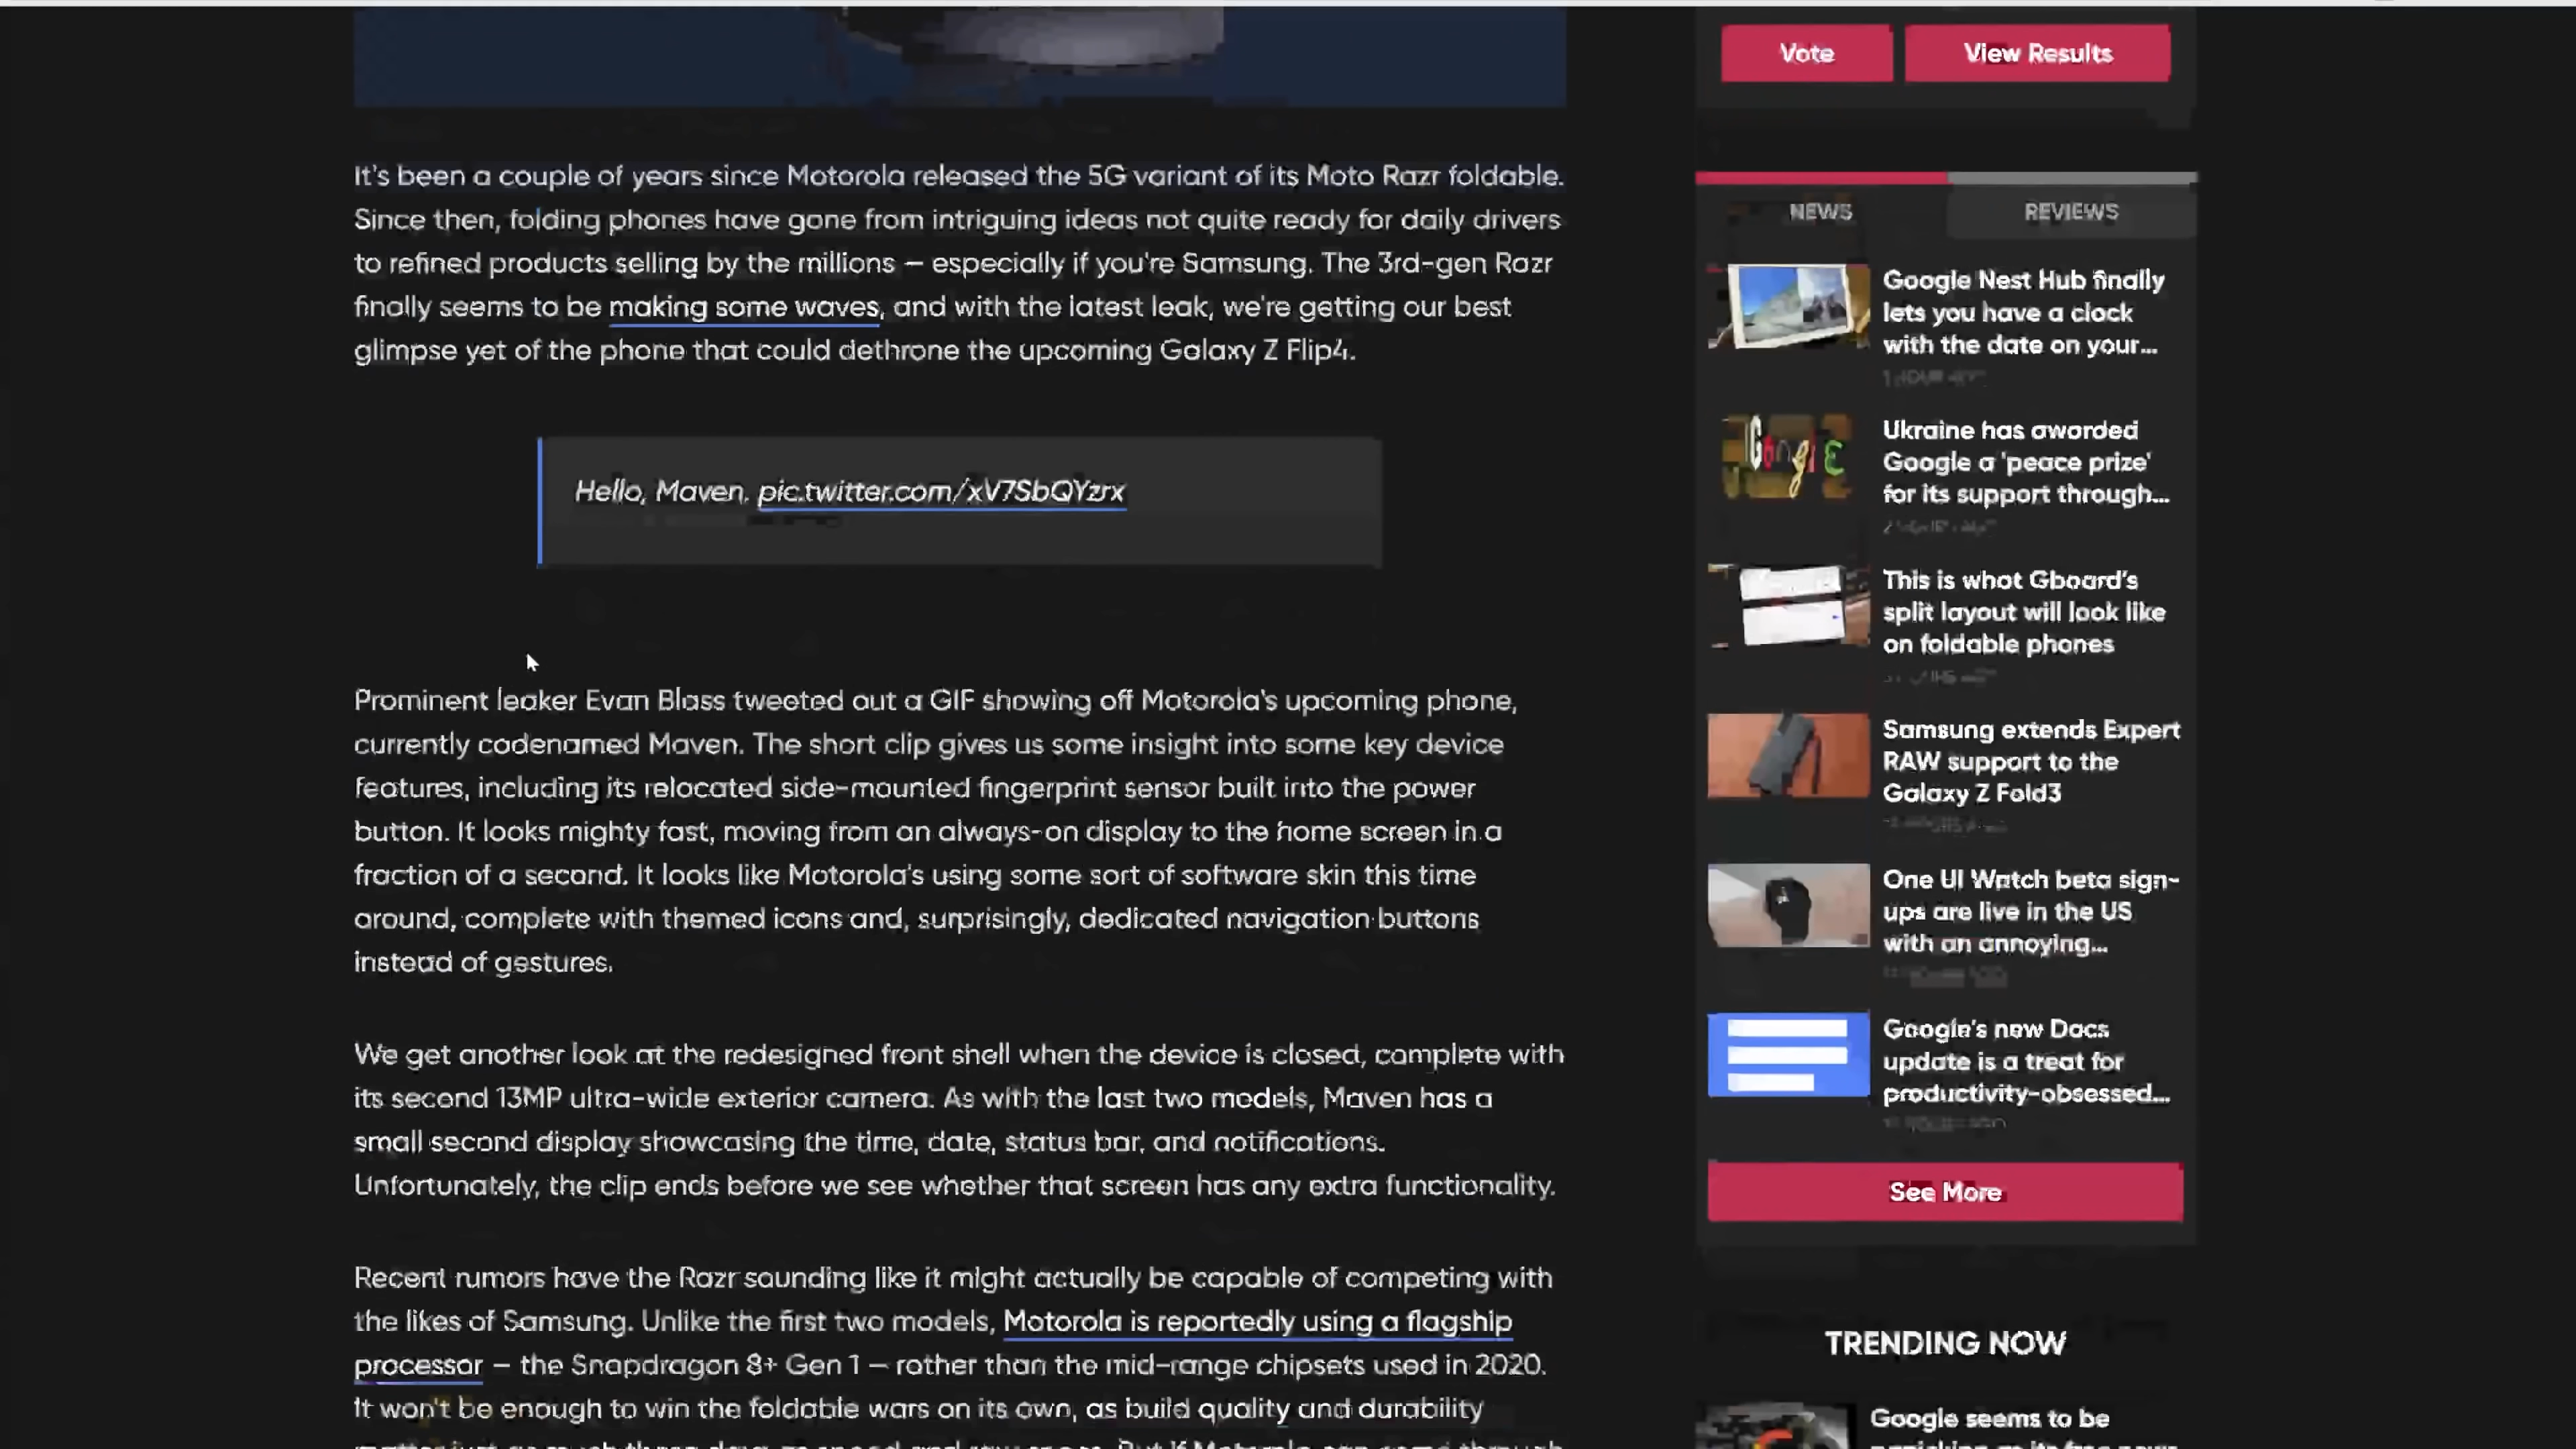 It's been a couple of years since Motorola released the 5G variant of its Moto Razr foldable.
Since then, folding phones have gone from intriguing ideas not quite ready for daily drivers
to refined products selling by the millions – especially if you're Samsung. The 3rd-gen Razr
finally seems to be making some waves, and with the latest leak, we're getting our best
glimpse yet of the phone that could dethrone the upcoming Galaxy Z Flip4.
Hello, Maven. pic.twitter.com/xV7SbQYzrx
Prominent leaker Evan Blass tweeted out a GIF showing off Motorola's upcoming phone,
currently codenamed Maven. The short clip gives us some insight into some key device
features, including its relocated side-mounted fingerprint sensor built into the power
button. It looks mighty fast, moving from an always-on display to the home screen in a
fraction of a second. It looks like Motorola's using some sort of software skin this time
around, complete with themed icons and, surprisingly, dedicated navigation buttons
instead of gestures.
We get another look at the redesigned front shell when the device is closed, complete with
its second 13MP ultra-wide exterior camera. As with the last two models, Maven has a
small second display showcasing the time, date, status bar, and notifications.
Unfortunately, the clip ends before we see whether that screen has any extra functionality.
Recent rumors have the Razr sounding like it might actually be capable of competing with
the likes of Samsung. Unlike the first two models, Motorola is reportedly using a flagship
processor – the Snapdragon 8+ Gen 1 – rather than the mid-range chipsets used in 2020.
It won't be enough to win the foldable wars on its own, as build quality and durability
Vote
View Results
NEWS
REVIEWS
Google Nest Hub finally
lets you have a clock
with the date on your...
Google
Ukraine has awarded
Google a 'peace prize'
for its support through...
This is what Gboard's
split layout will look like
on foldable phones
Samsung extends Expert
RAW support to the
Galaxy Z Fold3
One UI Watch beta sign-
ups are live in the US
with an annoying...
Google's new Docs
update is a treat for
productivity-obsessed...
See More
TRENDING NOW
Google seems to be